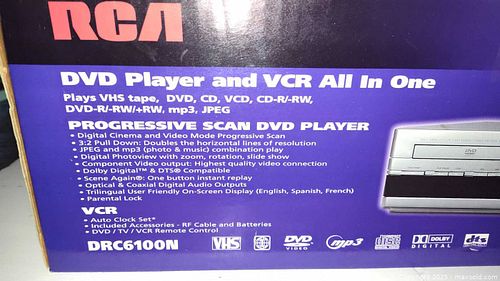 RCA
DVD Player and VCR All In One
Plays VHS tape, DVD, CD, VCD, CD-R/-RW,
DVD-R/-RW/+RW, mp3, JPEG
PROGRESSIVE SCAN DVD PLAYER
• Digital Cinema and Video Mode Progressive Scan
• 3:2 Pull Down: Doubles the horizontal lines of resolution
• JPEG and mp3 (photo & music) combination play
• Digital Photoview with zoom, rotation, slide show
• Component Video output: Highest quality video connection
• Dolby Digital™ & DTS® Compatible
• Scene Again®: One button instant replay
• Optical & Coaxial Digital Audio Outputs
• Trilingual User Friendly On-Screen Display (English, Spanish, French)
• Parental Lock
VCR
• Auto Clock Set*
• Included Accessories - RF Cable and Batteries
• DVD / TV / VCR Remote Control
DRC6100N
VHS
DVD
VIDEO
mp3
disc
DOLBY
DIGITAL
dts